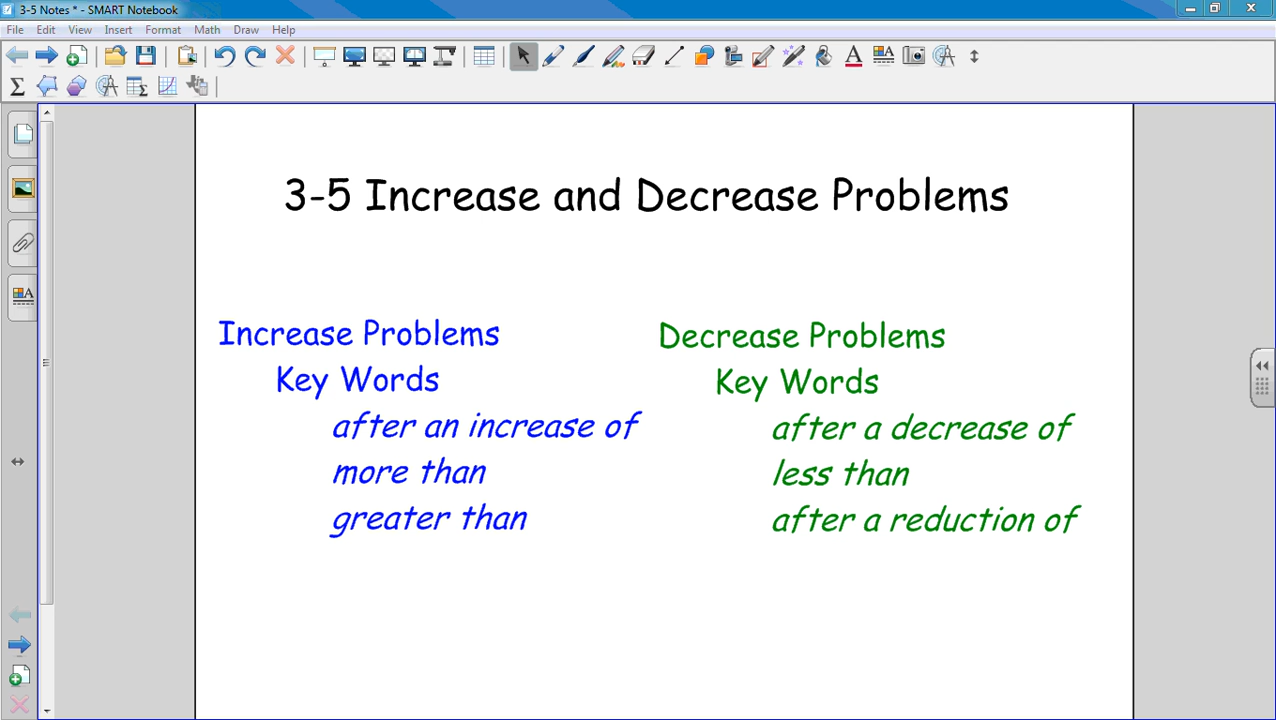 3-5 Notes * - SMART Notebook
File Edit View Insert Format Math Draw Help
3-5 Increase and Decrease Problems
Increase Problems
Key Words
after an increase of
more than
greater than
Decrease Problems
Key Words
after a decrease of
less than
after a reduction of